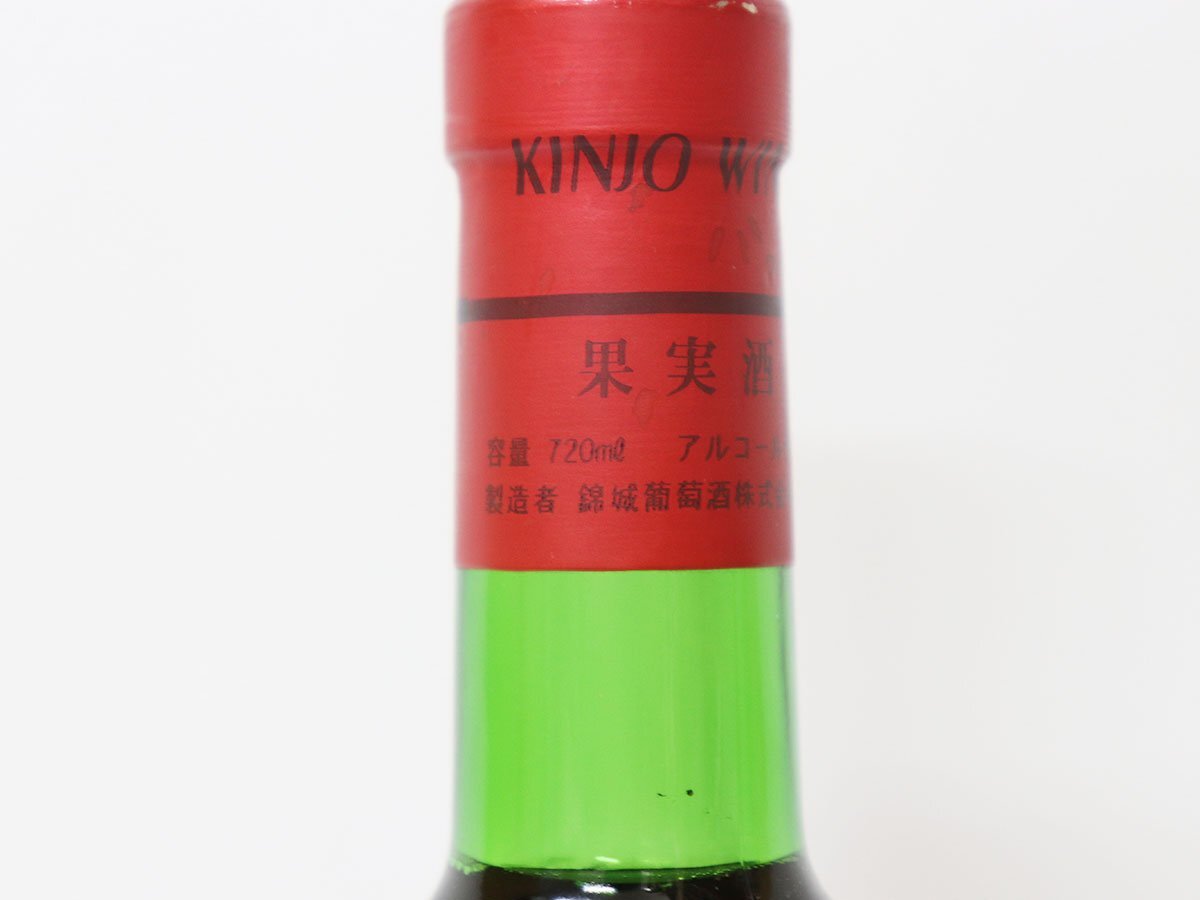 KINJO
果実酒
容量 720ml アルコール
製造者 錦城葡萄酒株式会